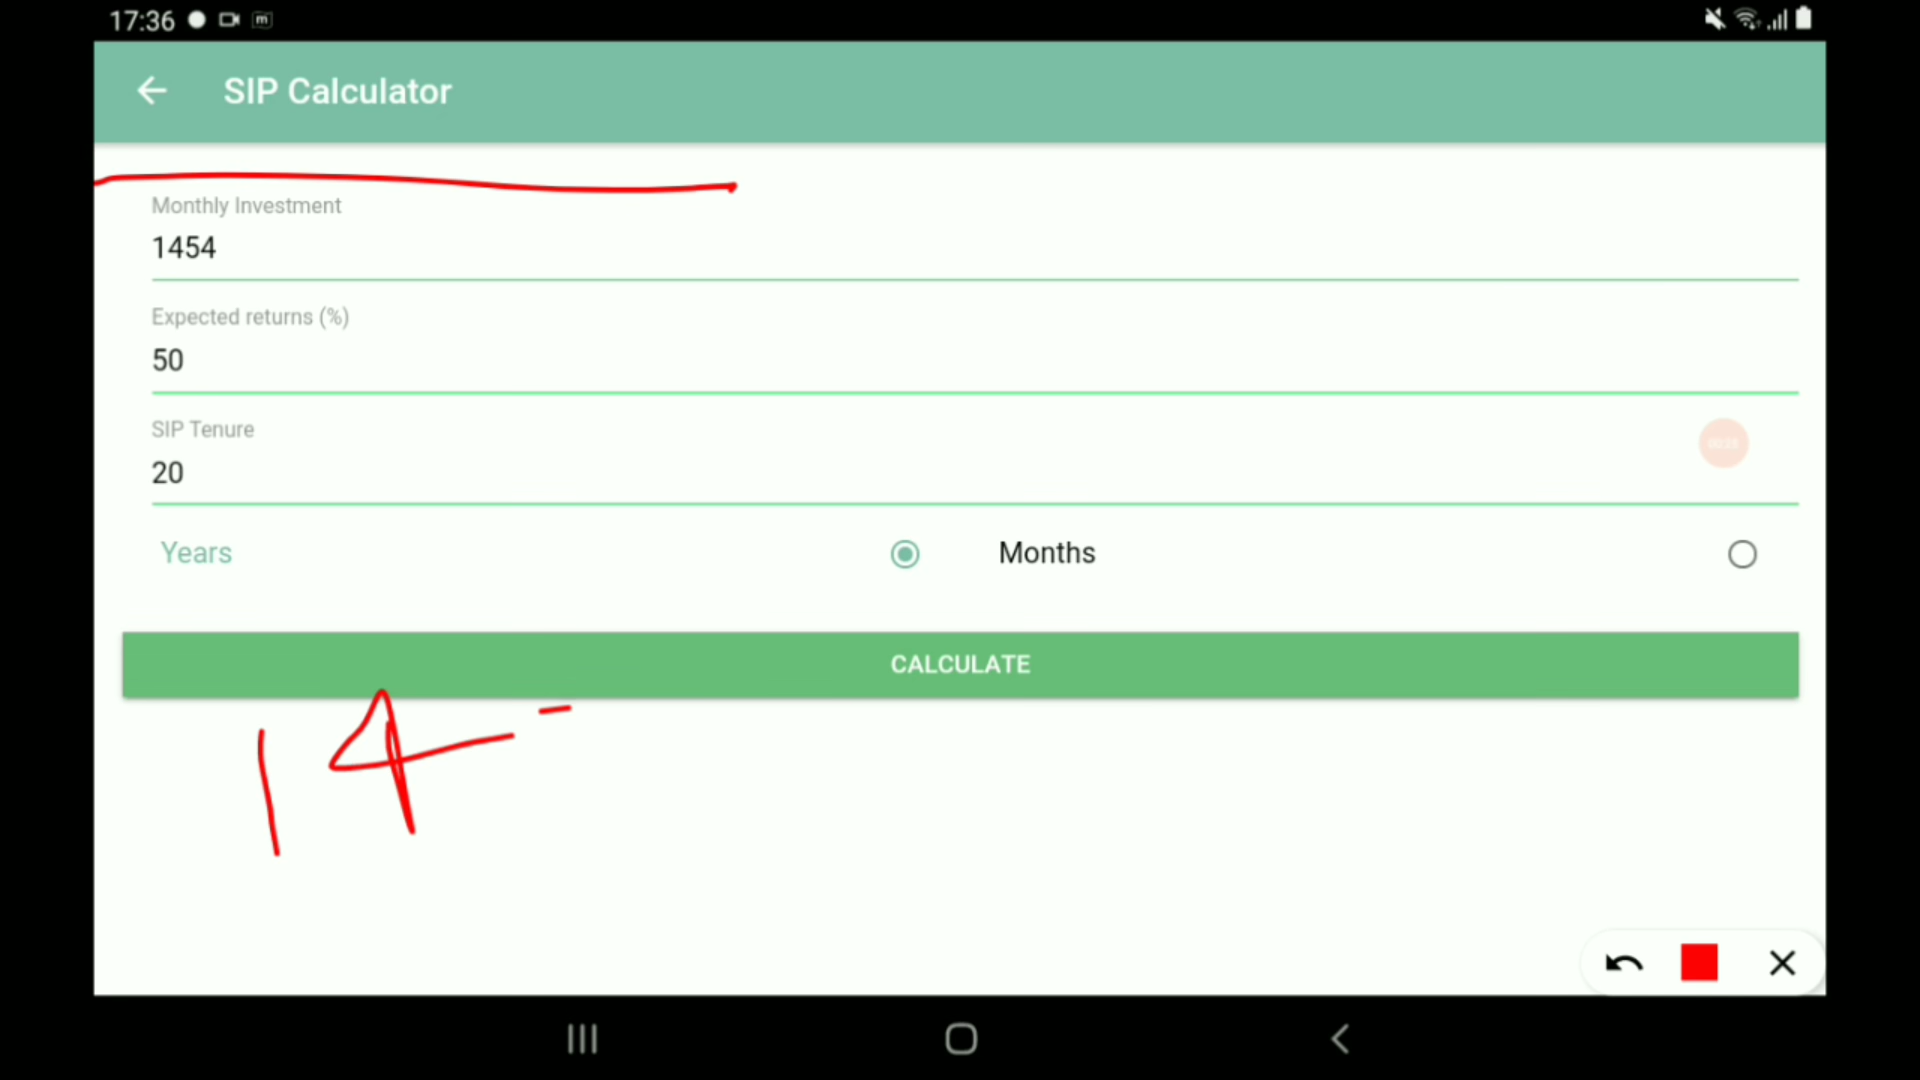 17:36
SIP Calculator
Monthly Investment
1454
Expected returns (%)
50
SIP Tenure
20
Years Months
CALCULATE
14